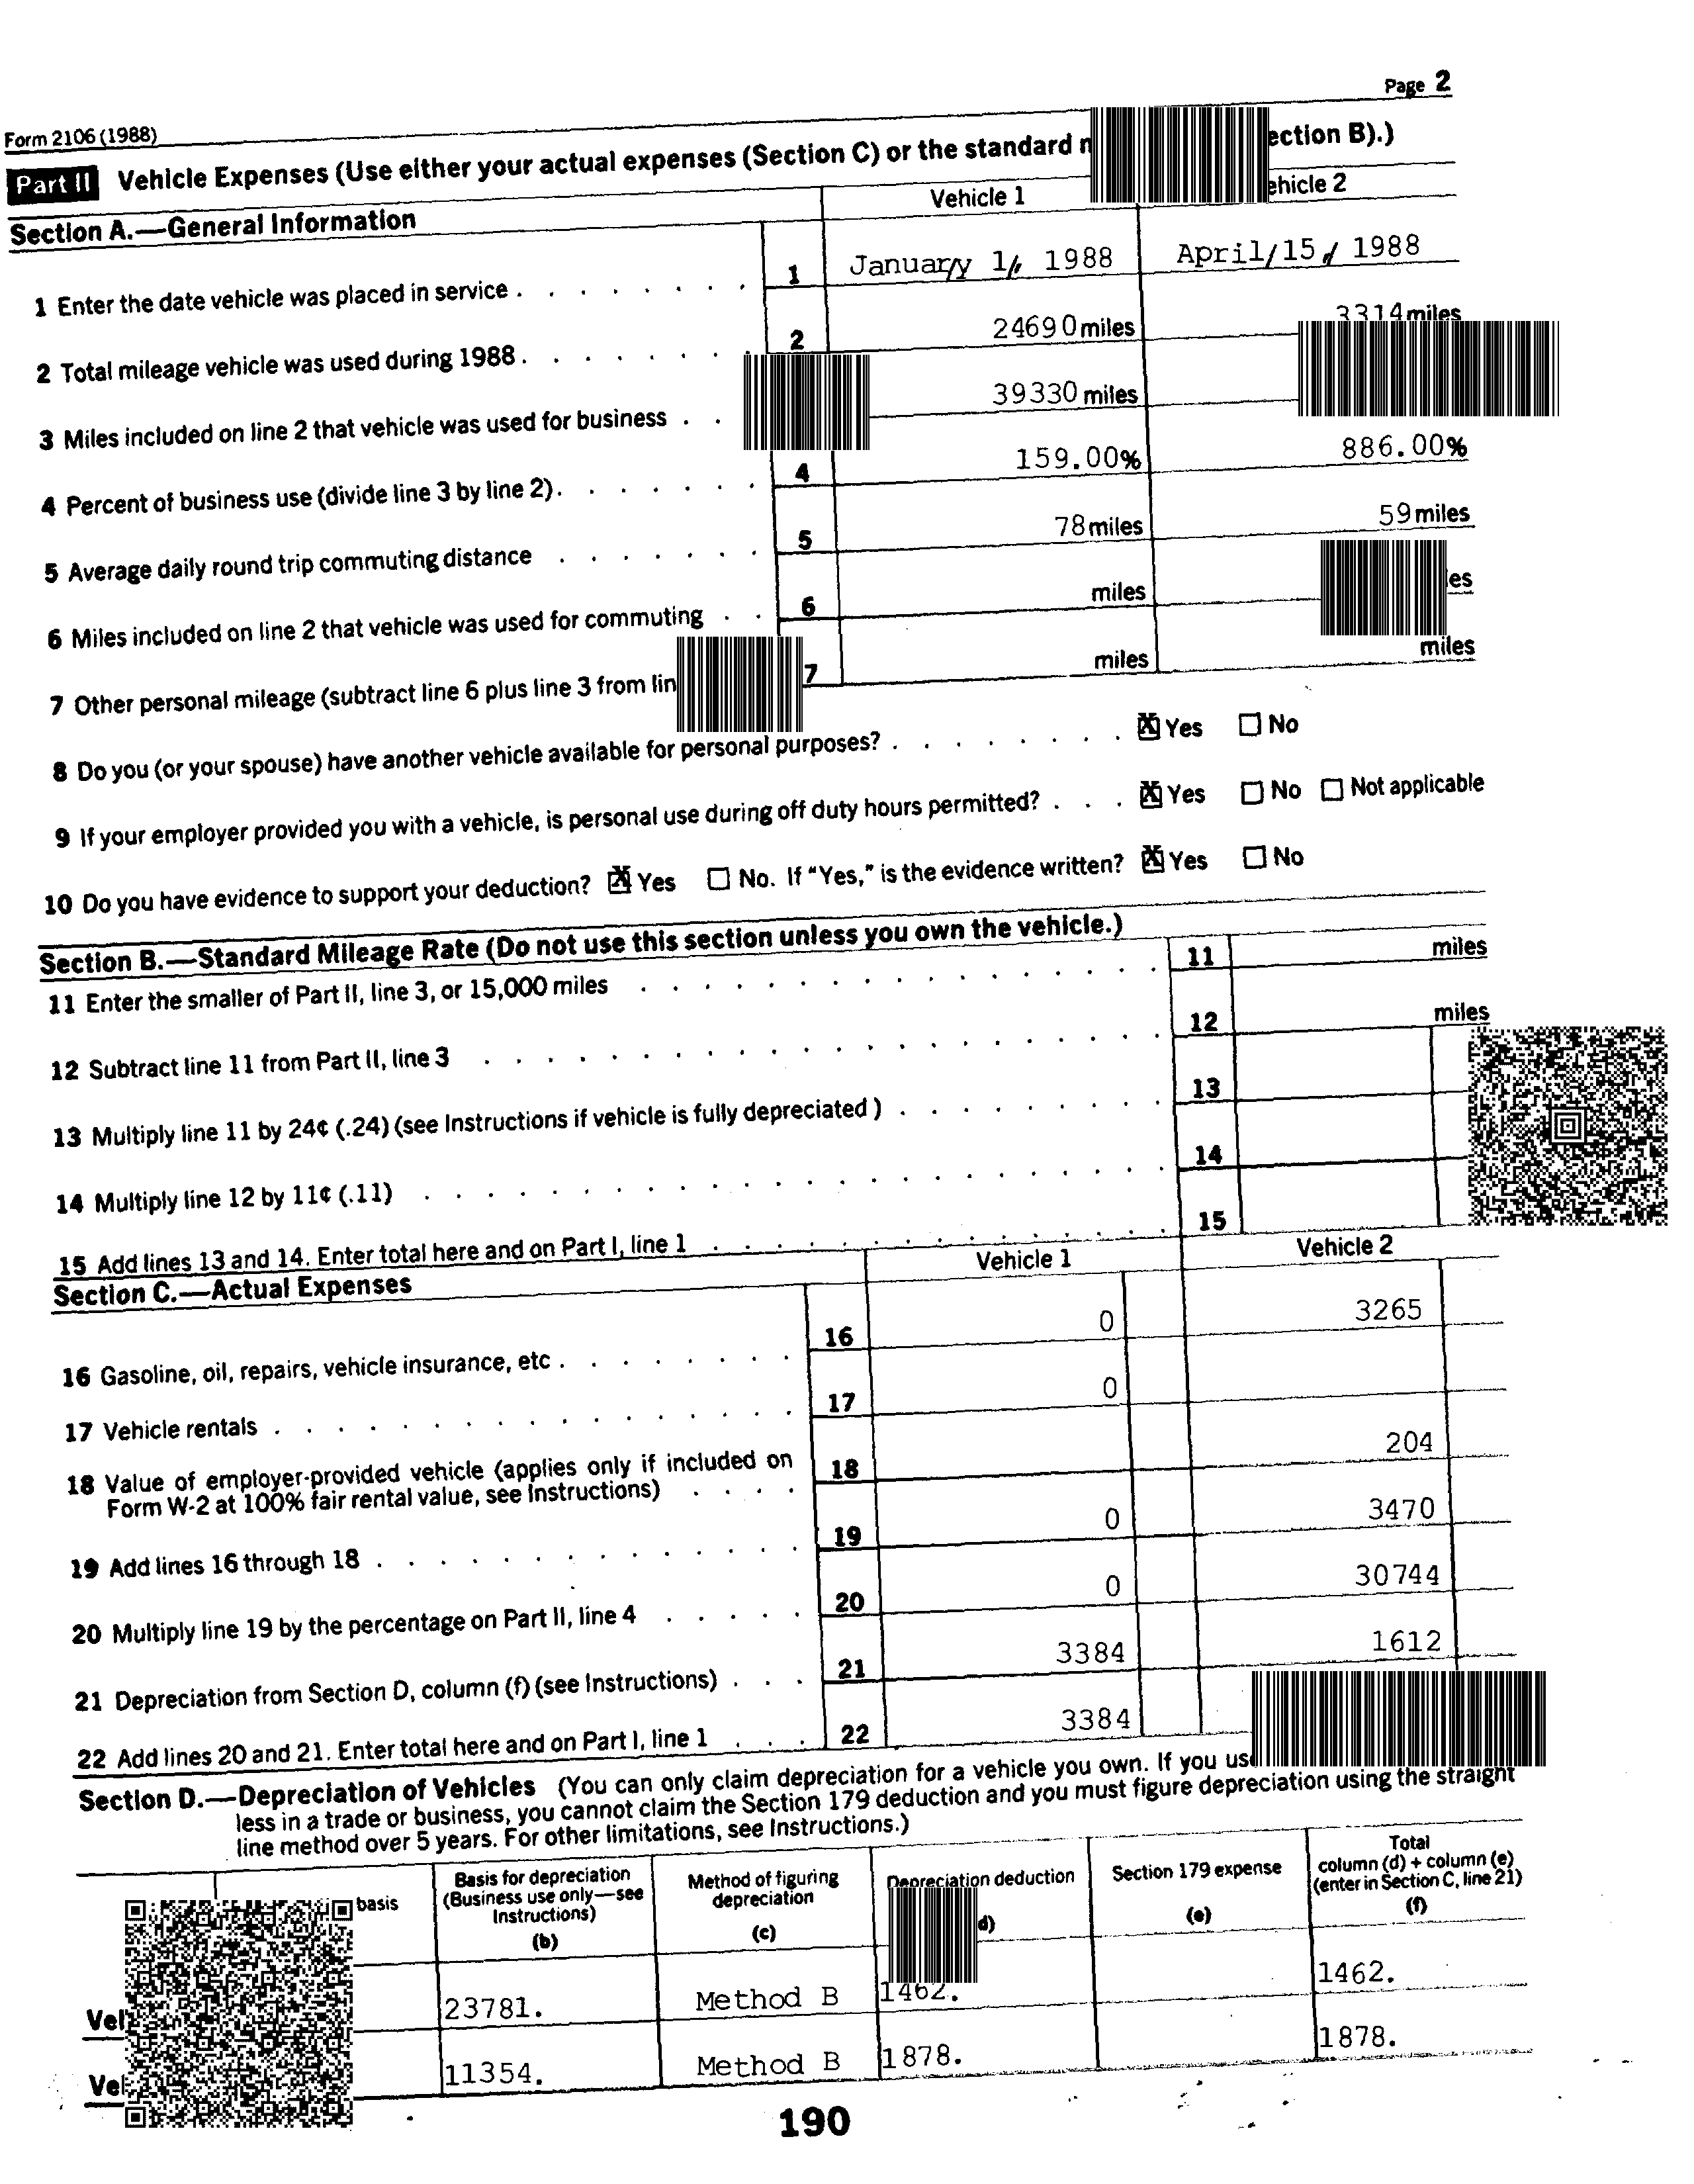 Page 2
Form 2106 (1988)
Part II Vehicle Expenses (Use either your actual expenses (Section C) or the standard ection B).)
Section A.—General Information Vehicle 1 ehicle 2
1 Enter the date vehicle was placed in service . . . . . . . . 1 January 1, 1988 April/15, 1988
2 Total mileage vehicle was used during 1988 . . . . . . . 2 24690 miles 3314 miles
3 Miles included on line 2 that vehicle was used for business . . 39330 miles
4 Percent of business use (divide line 3 by line 2) . . . . . . . 4 159.00% 886.00%
5 Average daily round trip commuting distance . . . . . . . 5 78 miles 59 miles
6 Miles included on line 2 that vehicle was used for commuting . . 6 miles es
7 Other personal mileage (subtract line 6 plus line 3 from lin 7 miles miles
8 Do you (or your spouse) have another vehicle available for personal purposes? . . . . . . . . X Yes No
9 If your employer provided you with a vehicle, is personal use during off duty hours permitted? . . . X Yes No Not applicable
10 Do you have evidence to support your deduction? X Yes No. If "Yes," is the evidence written? X Yes No
Section B.—Standard Mileage Rate (Do not use this section unless you own the vehicle.)
11 Enter the smaller of Part II, line 3, or 15,000 miles . . . . . . . . . . . . . . . . . 11 miles
12 Subtract line 11 from Part II, line 3 . . . . . . . . . . . . . . . . . . . . . . 12 miles
13 Multiply line 11 by 24¢ (.24) (see Instructions if vehicle is fully depreciated ) . . . . . . . . . 13
14 Multiply line 12 by 11¢ (.11) . . . . . . . . . . . . . . . . . . . . . . . . 14
15 Add lines 13 and 14. Enter total here and on Part I, line 1 . . . . . . . . . . . . . . . 15
Section C.—Actual Expenses Vehicle 1 Vehicle 2
16 Gasoline, oil, repairs, vehicle insurance, etc . . . . . . . . 16 0 3265
17 Vehicle rentals . . . . . . . . . . . . . . . . . 17 0
18 Value of employer-provided vehicle (applies only if included on 18 204
Form W-2 at 100% fair rental value, see Instructions) . . . .
19 Add lines 16 through 18 . . . . . . . . . . . . . . 19 0 3470
20 Multiply line 19 by the percentage on Part II, line 4 . . . . . 20 0 30744
21 Depreciation from Section D, column (f) (see Instructions) . . . 21 3384 1612
22 Add lines 20 and 21. Enter total here and on Part I, line 1 . . . 22 3384
Section D.—Depreciation of Vehicles (You can only claim depreciation for a vehicle you own. If you us
less in a trade or business, you cannot claim the Section 179 deduction and you must figure depreciation using the straight
line method over 5 years. For other limitations, see Instructions.)
basis Basis for depreciation (Business use only—see Instructions) (b) Method of figuring depreciation (c) Depreciation deduction d) Section 179 expense (e) Total column (d) + column (e) (enter in Section C, line 21) (f)
23781. Method B 1462. 1462.
11354. Method B 1878. 1878.
190